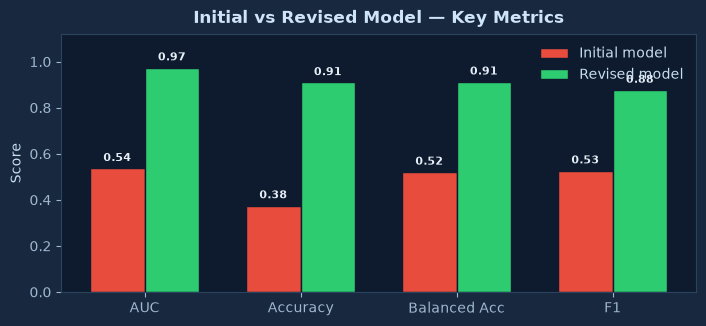 Initial vs Revised Model — Key Metrics
Initial model
Revised model
Score
1.0
0.8
0.6
0.4
0.2
0.0
0.54
0.97
0.38
0.91
0.52
0.91
0.53
0.88
AUC
Accuracy
Balanced Acc
F1